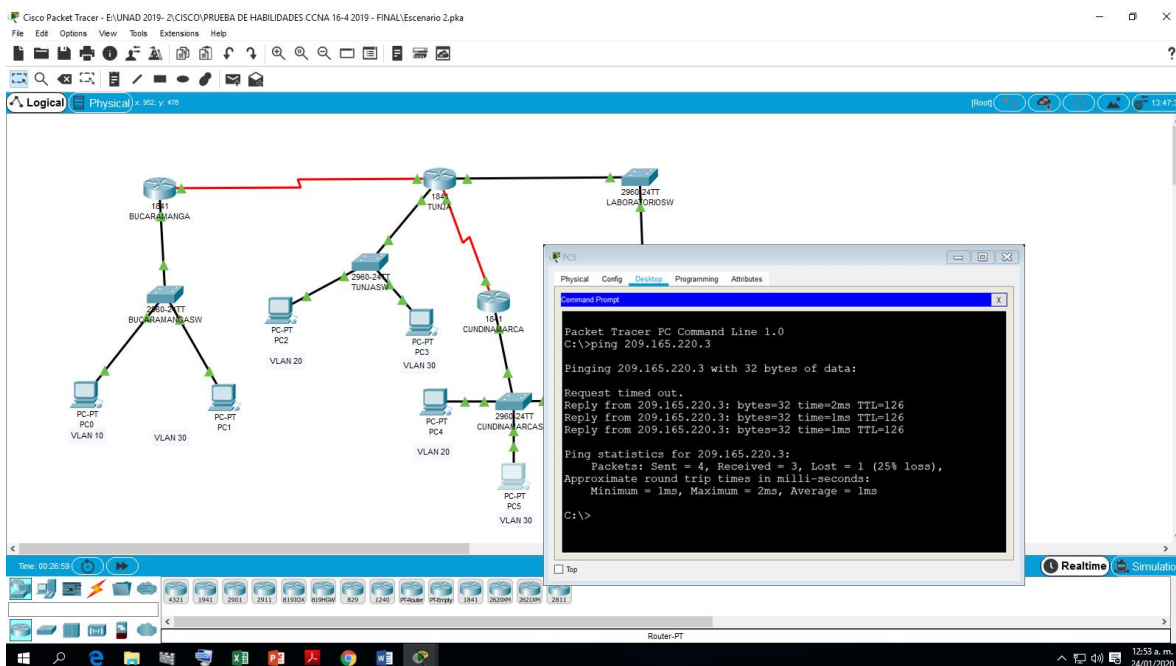 Cisco Packet Tracer - E:\UNAD 2019- 2\CISCO\PRUEBA DE HABILIDADES CCNA 16-4 2019 - FINAL\Escenario 2.pka
File Edit Options View Tools Extensions Help
Logical Physical x: 952, y: 476 [Root] 13:47:3
1841
BUCARAMANGA
1841
TUNJA
2960-24TT
LABORATORIOSW
2960-24TT
TUNJASW
2960-24TT
BUCARAMANGASW
1841
CUNDINAMARCA
PC-PT
PC2
VLAN 20
PC-PT
PC3
VLAN 30
PC-PT
PC0
VLAN 10
PC-PT
PC1
VLAN 30
PC-PT
PC4
VLAN 20
2960-24TT
CUNDINAMARCAS
PC-PT
PC5
VLAN 30
PC5
Physical Config Desktop Programming Attributes
Command Prompt X
Packet Tracer PC Command Line 1.0
C:\>ping 209.165.220.3
Pinging 209.165.220.3 with 32 bytes of data:
Request timed out.
Reply from 209.165.220.3: bytes=32 time=2ms TTL=126
Reply from 209.165.220.3: bytes=32 time=1ms TTL=126
Reply from 209.165.220.3: bytes=32 time=1ms TTL=126
Ping statistics for 209.165.220.3:
Packets: Sent = 4, Received = 3, Lost = 1 (25% loss),
Approximate round trip times in milli-seconds:
Minimum = 1ms, Maximum = 2ms, Average = 1ms
C:\>
Top
Time: 00:26:59 Realtime Simulatio
4321 1941 2901 2911 819IOX 819HGW 829 1240 PT-Router PT-Empty 1841 2620XM 2621XM 2811
Router-PT
12:53 a. m.